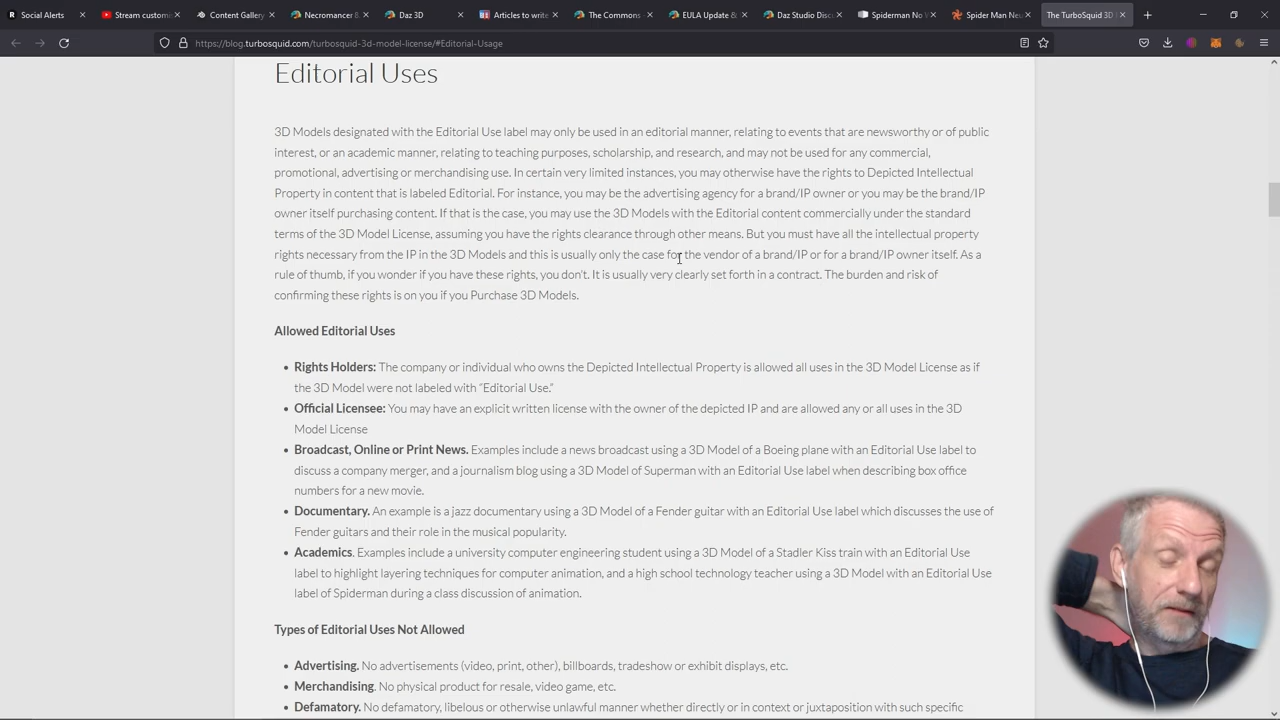 Social Alerts
Stream customi
Content Gallery
Necromancer B
Daz 3D
Articles to write
The Commons
EULA Update &
Daz Studio Disc
Spiderman No W
Spider Man Ne
The TurboSquid 3D
https://blog.turbosquid.com/turbosquid-3d-model-license/#Editorial-Usage
Editorial Uses
3D Models designated with the Editorial Use label may only be used in an editorial manner, relating to events that are newsworthy or of public
interest, or an academic manner, relating to teaching purposes, scholarship, and research, and may not be used for any commercial,
promotional, advertising or merchandising use. In certain very limited instances, you may otherwise have the rights to Depicted Intellectual
Property in content that is labeled Editorial. For instance, you may be the advertising agency for a brand/IP owner or you may be the brand/IP
owner itself purchasing content. If that is the case, you may use the 3D Models with the Editorial content commercially under the standard
terms of the 3D Model License, assuming you have the rights clearance through other means. But you must have all the intellectual property
rights necessary from the IP in the 3D Models and this is usually only the case for the vendor of a brand/IP or for a brand/IP owner itself. As a
rule of thumb, if you wonder if you have these rights, you don't. It is usually very clearly set forth in a contract. The burden and risk of
confirming these rights is on you if you Purchase 3D Models.
Allowed Editorial Uses
• Rights Holders: The company or individual who owns the Depicted Intellectual Property is allowed all uses in the 3D Model License as if
the 3D Model were not labeled with “Editorial Use.”
• Official Licensee: You may have an explicit written license with the owner of the depicted IP and are allowed any or all uses in the 3D
Model License
• Broadcast, Online or Print News. Examples include a news broadcast using a 3D Model of a Boeing plane with an Editorial Use label to
discuss a company merger, and a journalism blog using a 3D Model of Superman with an Editorial Use label when describing box office
numbers for a new movie.
• Documentary. An example is a jazz documentary using a 3D Model of a Fender guitar with an Editorial Use label which discusses the use of
Fender guitars and their role in the musical popularity.
• Academics. Examples include a university computer engineering student using a 3D Model of a Stadler Kiss train with an Editorial Use
label to highlight layering techniques for computer animation, and a high school technology teacher using a 3D Model with an Editorial Use
label of Spiderman during a class discussion of animation.
Types of Editorial Uses Not Allowed
• Advertising. No advertisements (video, print, other), billboards, tradeshow or exhibit displays, etc.
• Merchandising. No physical product for resale, video game, etc.
• Defamatory. No defamatory, libelous or otherwise unlawful manner whether directly or in context or juxtaposition with such specific